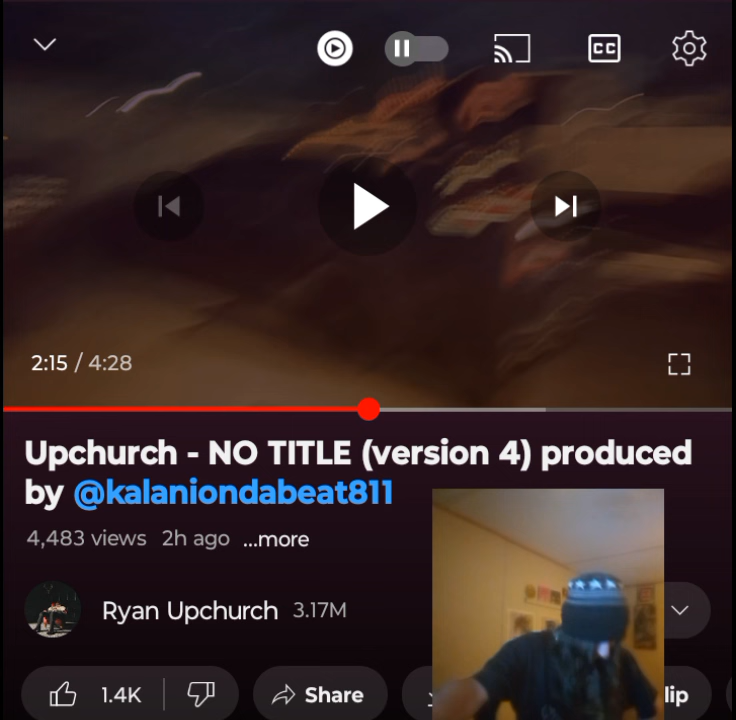 CC
2:15 / 4:28
Upchurch - NO TITLE (version 4) produced
by @kalaniondabeat811
4,483 views 2h ago ...more
Ryan Upchurch 3.17M
1.4K Share lip